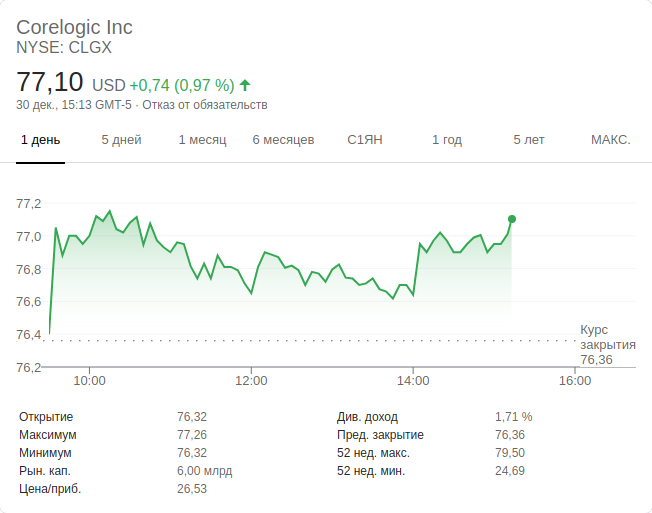 Corelogic Inc
NYSE: CLGX
77,10 USD +0,74 (0,97 %)
30 дек., 15:13 GMT-5 · Отказ от обязательств
1 день 5 дней 1 месяц 6 месяцев С1ЯН 1 год 5 лет МАКС.
77,2
77,0
76,8
76,6
76,4
76,2
Курс
закрытия
76,36
10:00 12:00 14:00 16:00
Открытие 76,32 Див. доход 1,71 %
Максимум 77,26 Пред. закрытие 76,36
Минимум 76,32 52 нед. макс. 79,50
Рын. кап. 6,00 млрд 52 нед. мин. 24,69
Цена/приб. 26,53